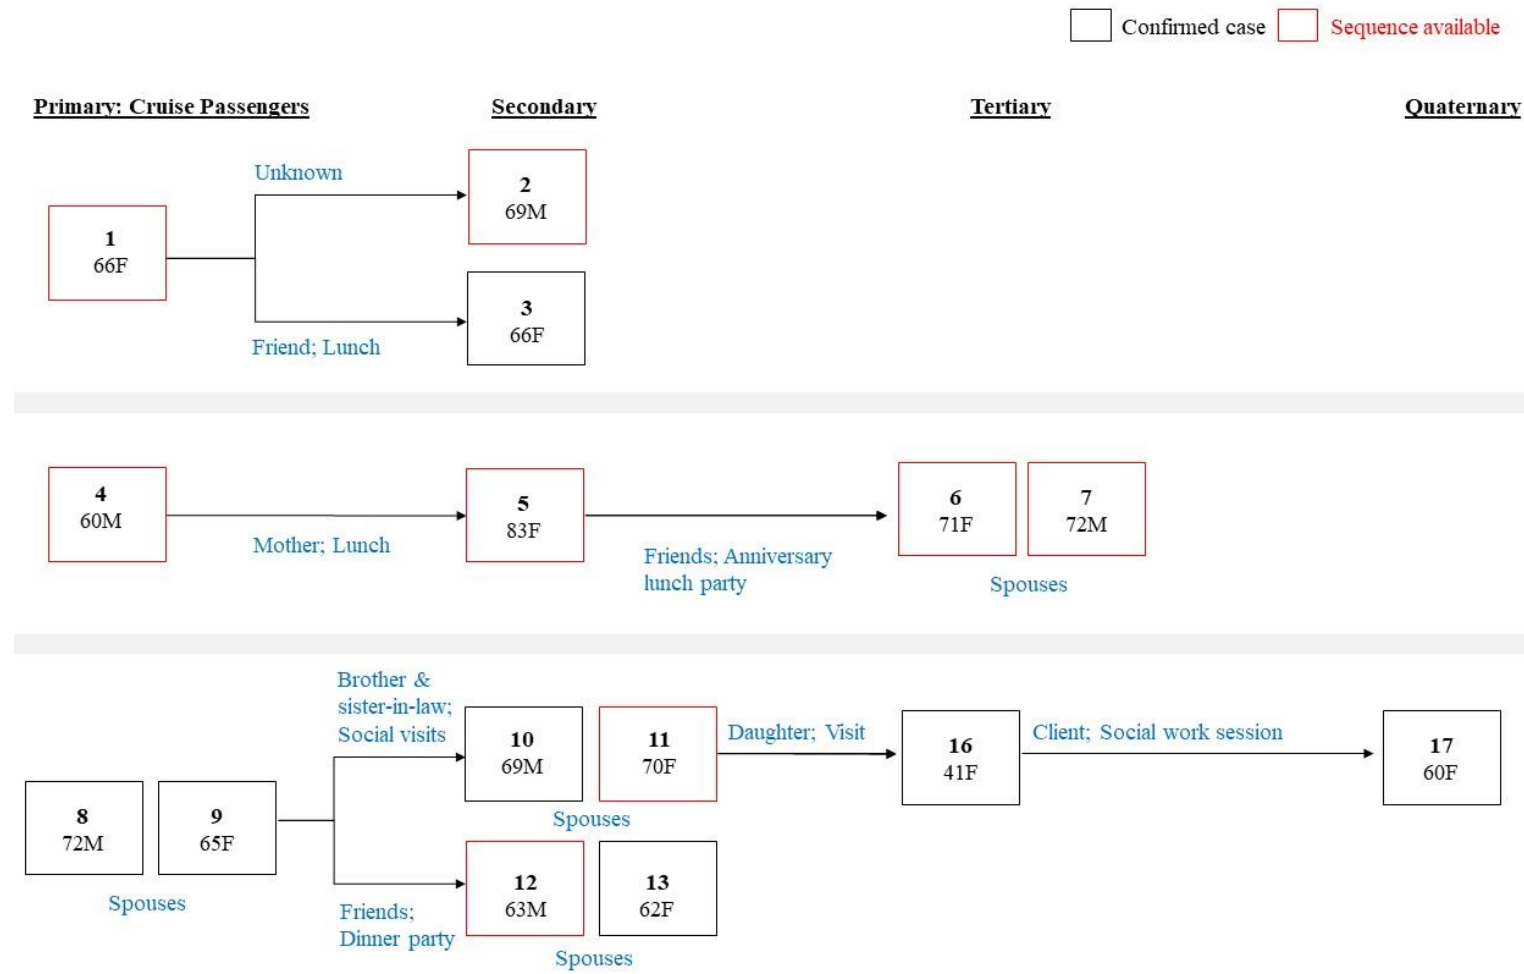 Confirmed case
Sequence available
Primary: Cruise Passengers
Secondary
Tertiary
Quaternary
Unknown
1
66F
2
69M
3
66F
Friend; Lunch
4
60M
Mother; Lunch
5
83F
Friends; Anniversary
lunch party
6
71F
7
72M
Spouses
8
72M
9
65F
Spouses
Brother &
sister-in-law;
Social visits
10
69M
11
70F
Spouses
Daughter; Visit
16
41F
Client; Social work session
17
60F
Friends;
Dinner party
12
63M
13
62F
Spouses